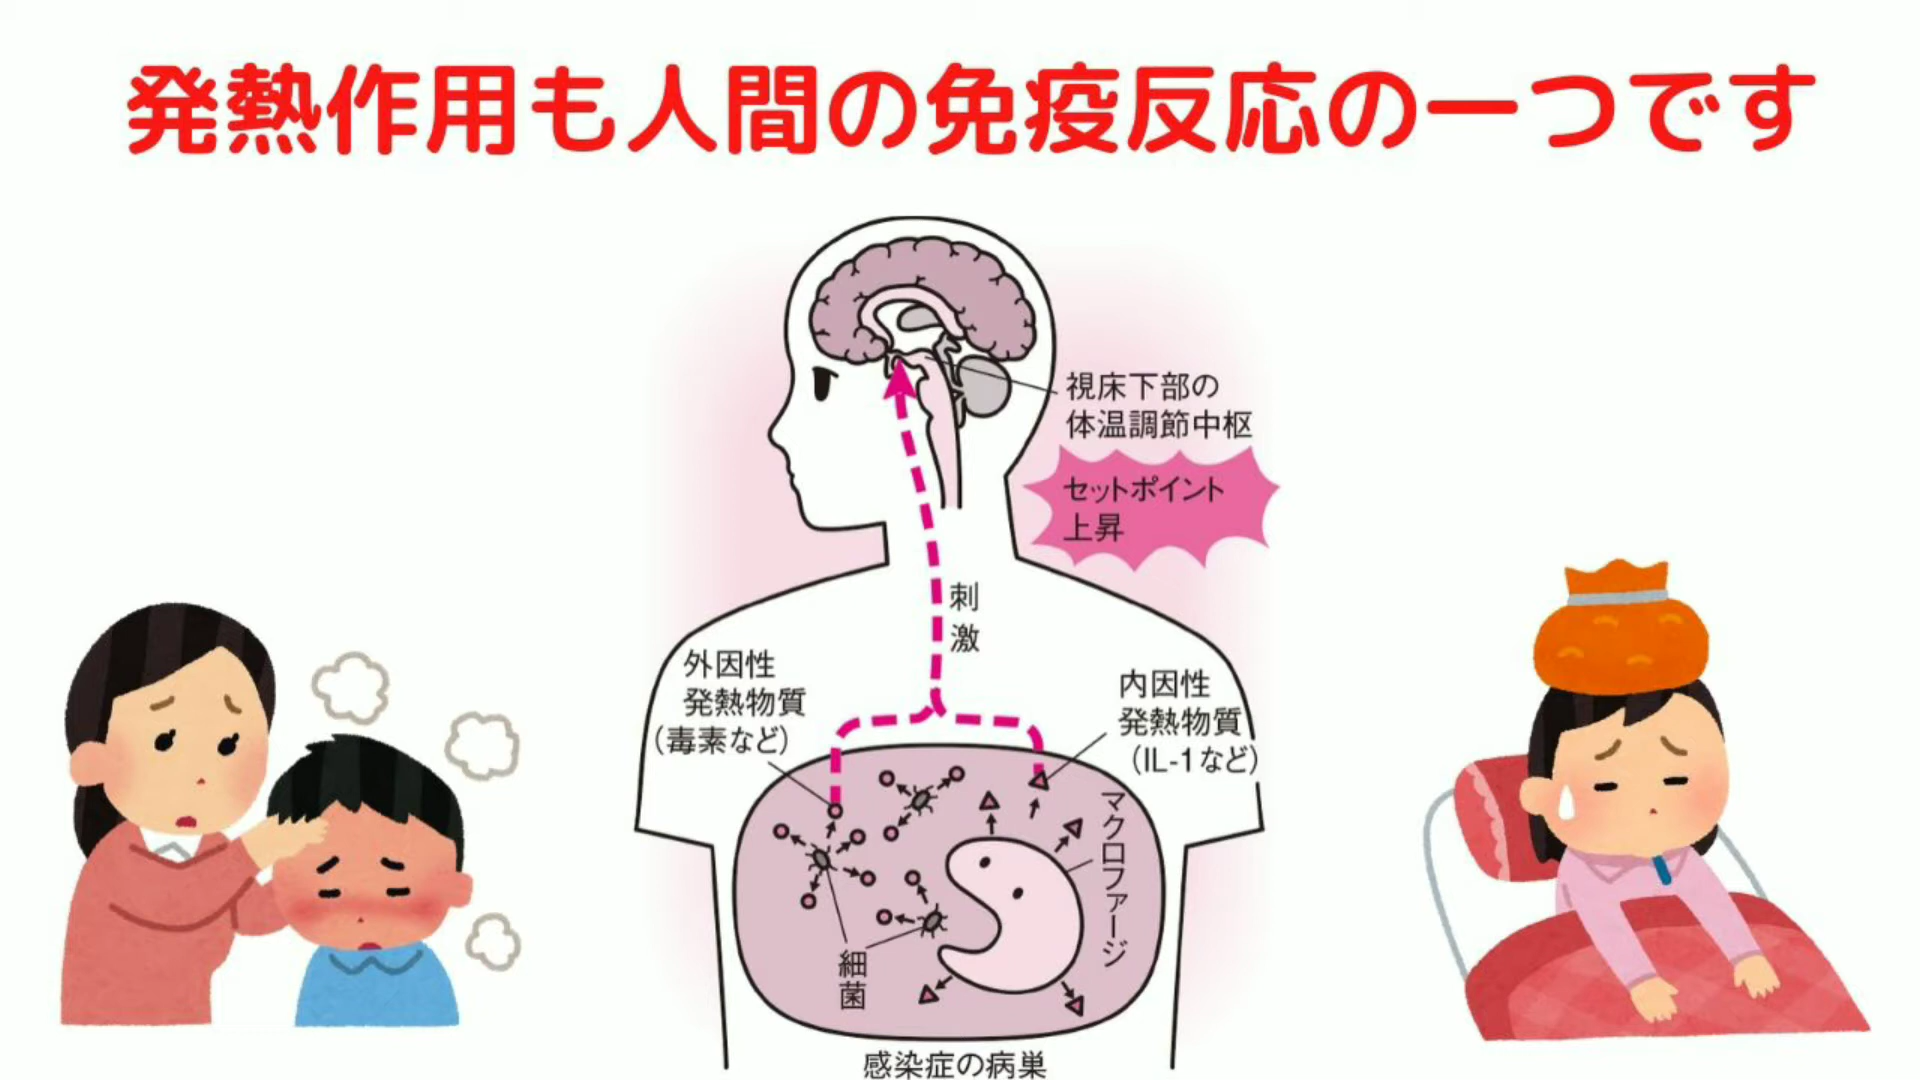 発熱作用も人間の免疫反応の一つです
視床下部の
体温調節中枢
セットポイント
上昇
刺激
外因性
発熱物質
(毒素など)
内因性
発熱物質
(IL-1など)
マクロファージ
細菌
感染症の病巣